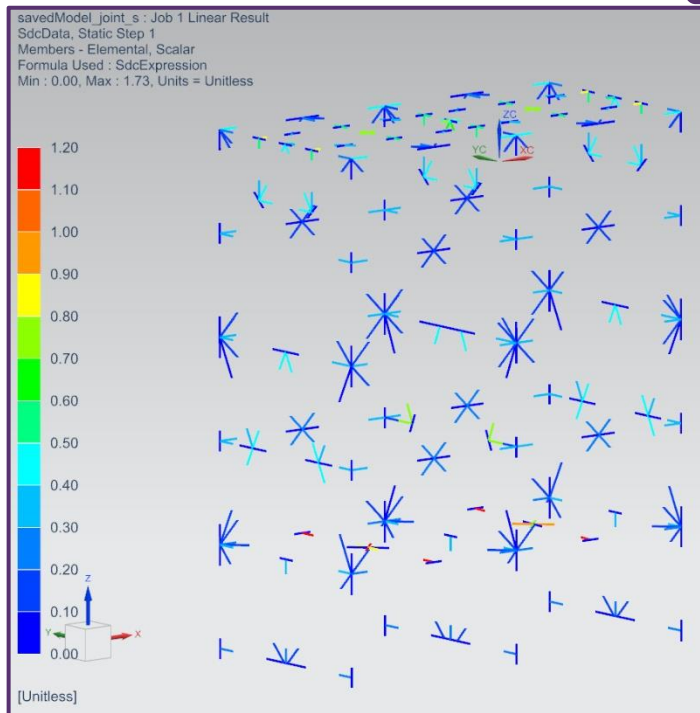 savedModel_joint_s : Job 1 Linear Result
SdcData, Static Step 1
Members - Elemental, Scalar
Formula Used : SdcExpression
Min : 0.00, Max : 1.73, Units = Unitless
ZC
YC XC
1.20
1.10
1.00
0.90
0.80
0.70
0.60
0.50
0.40
0.30
0.20
0.10
0.00
Z
Y X
[Unitless]